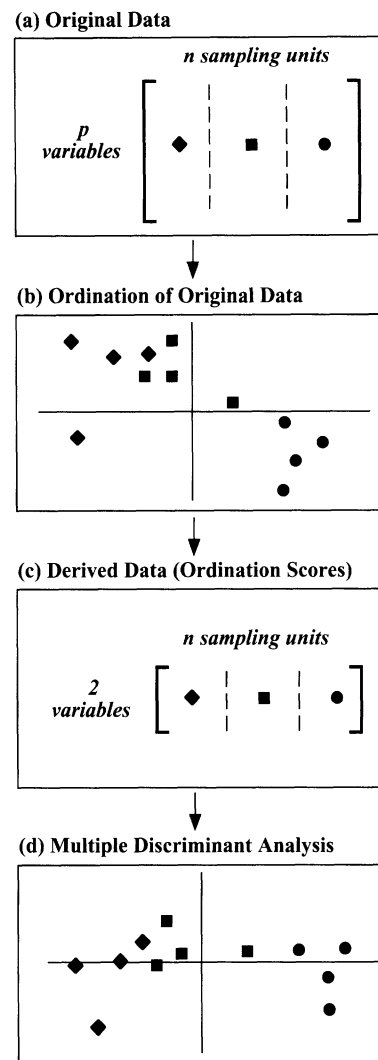 (a) Original Data
n sampling units
p
variables
(b) Ordination of Original Data
(c) Derived Data (Ordination Scores)
n sampling units
2
variables
(d) Multiple Discriminant Analysis